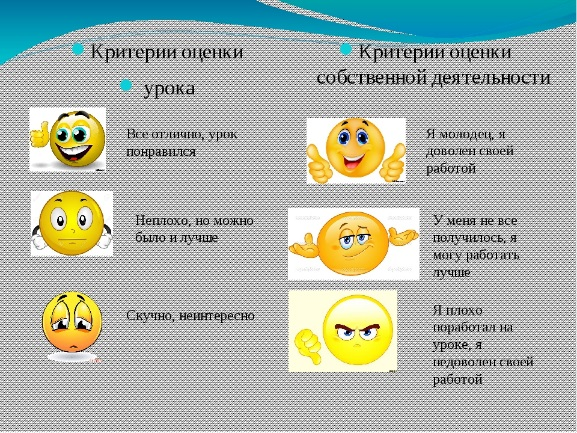 Критерии оценки
урока
Все отлично, урок
понравился
Неплохо, но можно
было и лучше
Скучно, неинтересно
Критерии оценки
собственной деятельности
Я молодец, я
доволен своей
работой
У меня не все
получилось, я
могу работать
лучше
Я плохо
поработал на
уроке, я
недоволен своей
работой